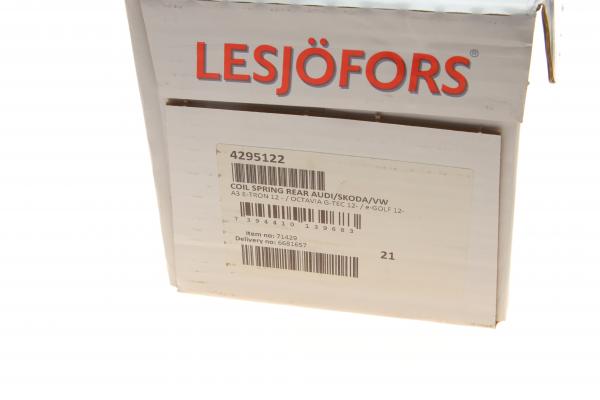 LESJÖFORS®
4295122
COIL SPRING REAR AUDI/SKODA/VW
A3 E-TRON 12 - / OCTAVIA G-TEC 12- / e-GOLF 12-
7 394410 139683
Item no: 71429
Delivery no: 6681657
21